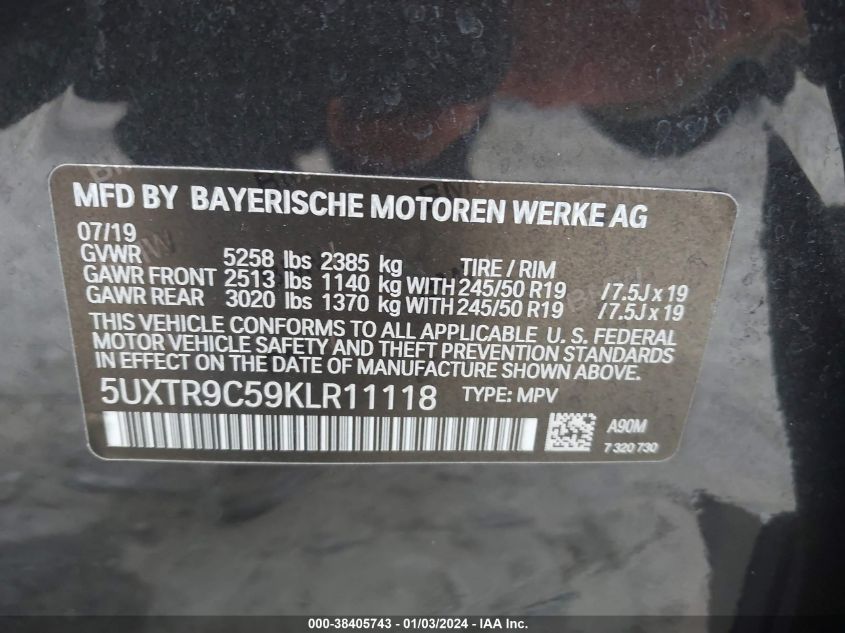 MFD BY BAYERISCHE MOTOREN WERKE AG
07/19
GVWR 5258 lbs 2385 kg TIRE / RIM
GAWR FRONT 2513 lbs 1140 kg WITH 245/50 R19 / 7.5J x 19
GAWR REAR 3020 lbs 1370 kg WITH 245/50 R19 / 7.5J x 19
THIS VEHICLE CONFORMS TO ALL APPLICABLE U. S. FEDERAL
MOTOR VEHICLE SAFETY AND THEFT PREVENTION STANDARDS
IN EFFECT ON THE DATE OF MANUFACTURE SHOWN ABOVE.
5UXTR9C59KLR11118 TYPE: MPV
A90M
7 320 730
000-38405743 - 01/03/2024 - IAA Inc.